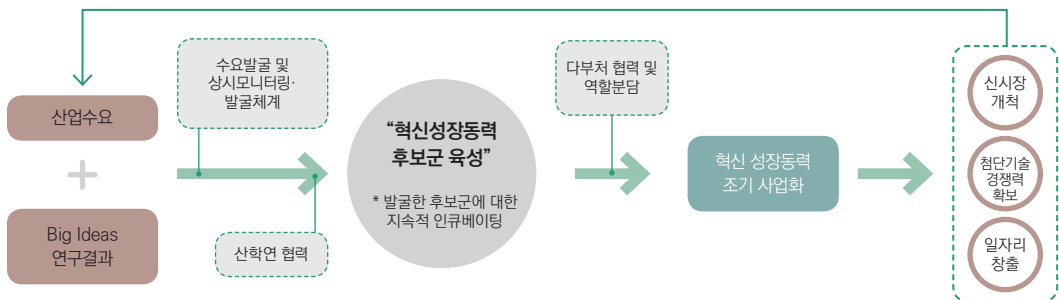 산업수요
Big Ideas
연구결과
수요발굴 및
상시모니터링·
발굴체계
산학연 협력
“혁신성장동력
후보군 육성”
* 발굴한 후보군에 대한
지속적 인큐베이팅
다부처 협력 및
역할분담
혁신 성장동력
조기 사업화
신시장
개척
첨단기술
경쟁력
확보
일자리
창출